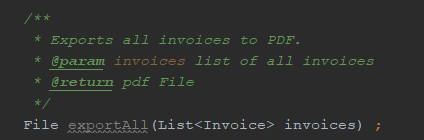 /**
* Exports all invoices to PDF.
* @param invoices list of all invoices
* @return pdf File
*/
File exportAll(List<Invoice> invoices) ;